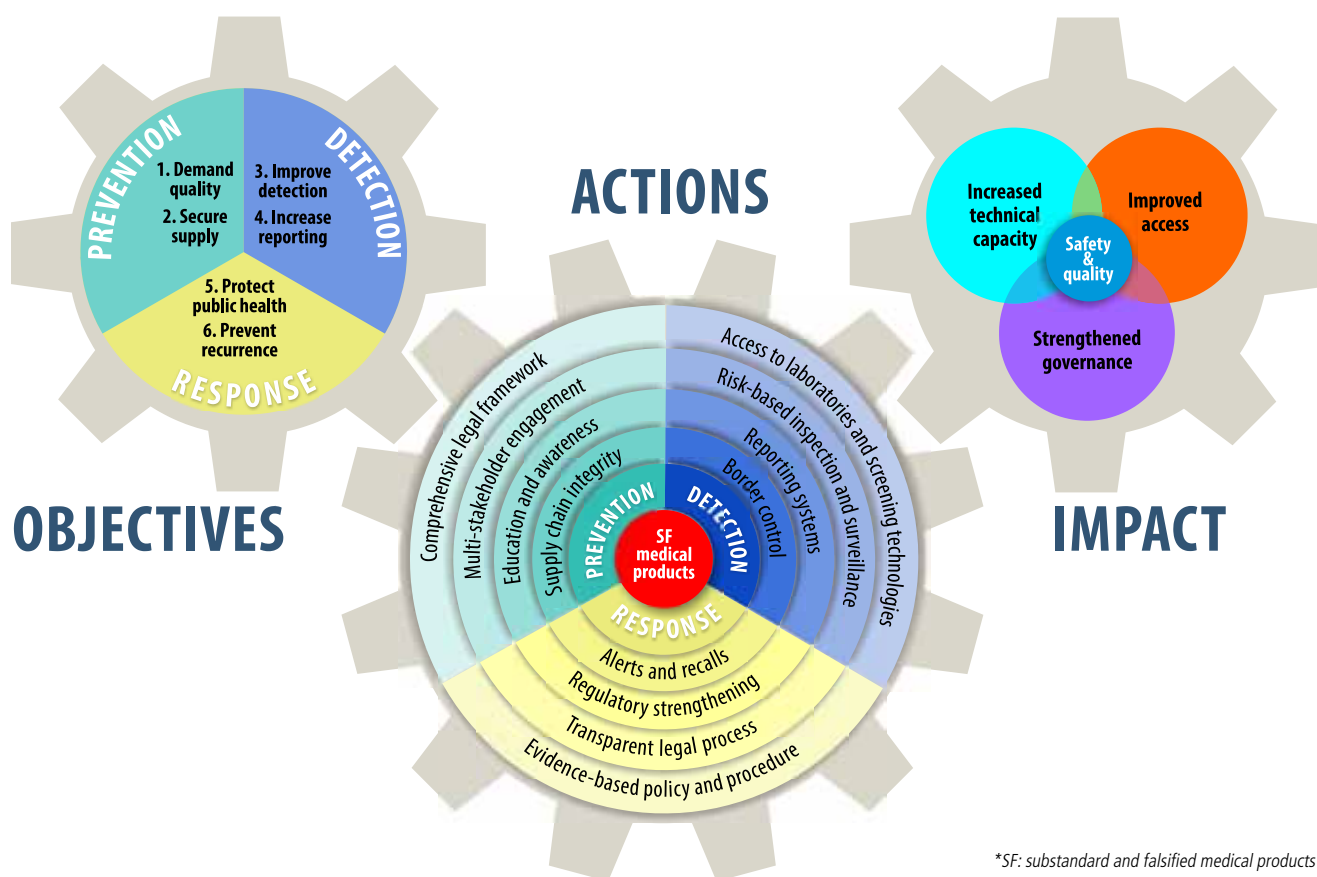 PREVENTION
1. Demand
quality
2. Secure
supply
DETECTION
3. Improve
detection
4. Increase
reporting
5. Protect
public health
6. Prevent
recurrence
RESPONSE
OBJECTIVES
ACTIONS
Comprehensive legal framework
Multi-stakeholder engagement
Education and awareness
Supply chain integrity
PREVENTION
Access to laboratories and screening technologies
Risk-based inspection and surveillance
Reporting systems
Border control
DETECTION
SF
medical
products
RESPONSE
Alerts and recalls
Regulatory strengthening
Transparent legal process
Evidence-based policy and procedure
Increased
technical
capacity
Improved
access
Safety
&
quality
Strengthened
governance
IMPACT
*SF: substandard and falsified medical products